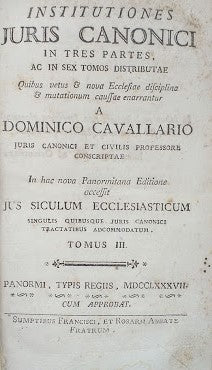 INSTITUTIONES
JURIS CANONICI
IN TRES PARTES,
AC IN SEX TOMOS DISTRIBUTAE
Quibus vetus & nova Ecclesiae disciplina
& mutationum caussae enarrantur
A
DOMINICO CAVALLARIO
JURIS CANONICI ET CIVILIS PROFESSORE
CONSCRIPTAE
In hac nova Panormitana Editione
accessit
JUS SICULUM ECCLESIASTICUM
SINGULIS QUIBUSQUE JURIS CANONICI
TRACTATIBUS ADCOMMODATUM.
TOMUS III.
PANORMI, TYPIS REGIIS, MDCCLXXXVII.
CUM APPROBAT.
SUMPTIBUS FRANCISCI, ET ROSARII ABBATE
FRATRUM.